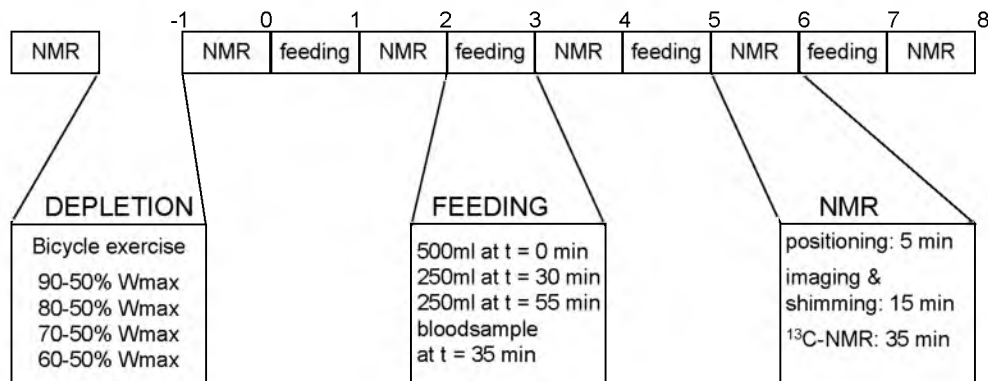 -1 0 1 2 3 4 5 6 7 8
NMR NMR feeding NMR feeding NMR feeding NMR feeding NMR
DEPLETION
Bicycle exercise
90-50% Wmax
80-50% Wmax
70-50% Wmax
60-50% Wmax
FEEDING
500ml at t = 0 min
250ml at t = 30 min
250ml at t = 55 min
bloodsample
at t = 35 min
NMR
positioning: 5 min
imaging &
shimming: 15 min
¹³C-NMR: 35 min